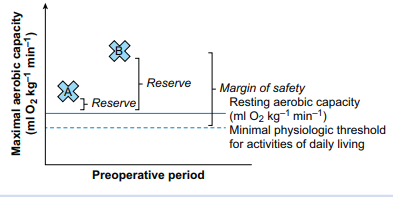 Maximal aerobic capacity
(ml O₂ kg⁻¹ min⁻¹)
B
A
Reserve
Reserve
Margin of safety
Resting aerobic capacity
(ml O₂ kg⁻¹ min⁻¹)
Minimal physiologic threshold
for activities of daily living
Preoperative period